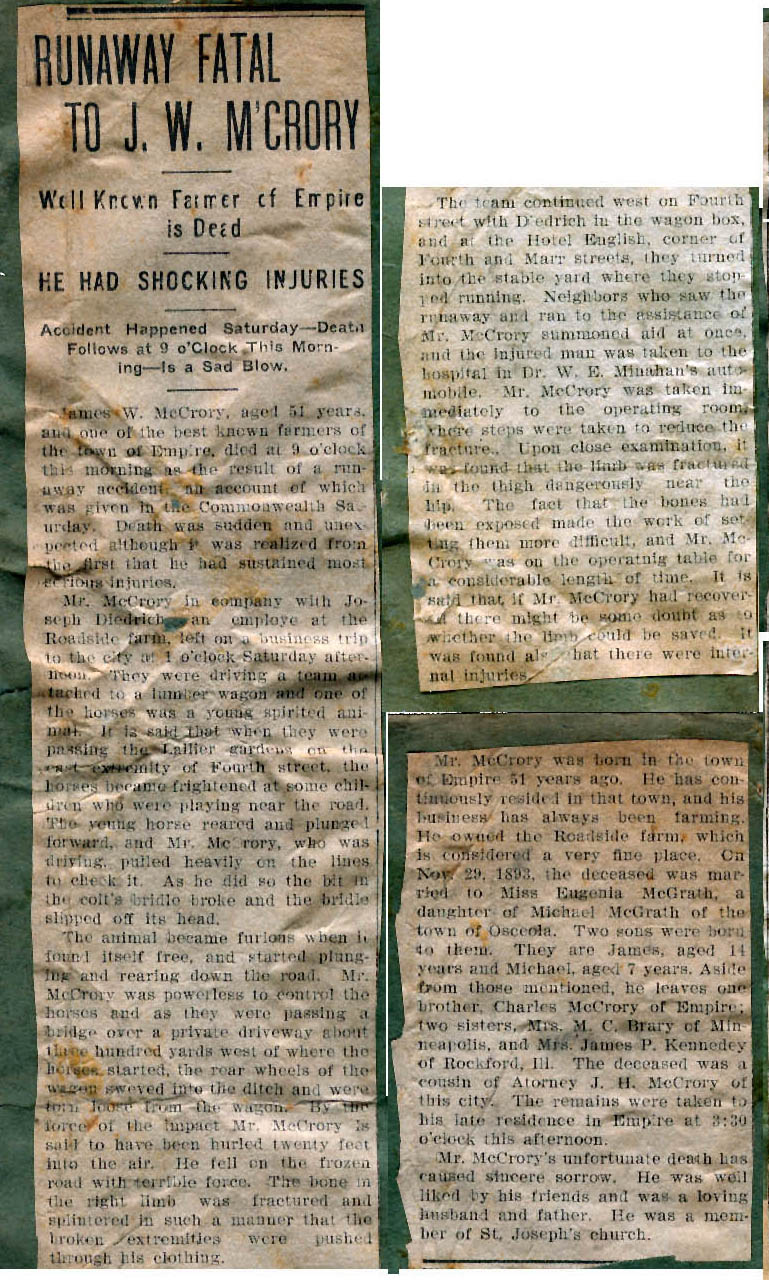 RUNAWAY FATAL
TO J. W. M'CRORY
Well Known Farmer of Empire
is Dead
HE HAD SHOCKING INJURIES
Accident Happened Saturday—Death
Follows at 9 o'Clock This Morn-
ing—Is a Sad Blow.
James W. McCrory, aged 51 years,
and one of the best known farmers of
the town of Empire, died at 9 o'clock
this morning as the result of a run-
away accident, an account of which
was given in the Commonwealth Sat-
urday. Death was sudden and unex-
pected although it was realized from
the first that he had sustained most
serious injuries.
Mr. McCrory in company with Jo-
seph Diedrich, an employe at the
Roadside farm, left on a business trip
to the city at 1 o'clock Saturday after-
noon. They were driving a team at-
tached to a lumber wagon and one of
the horses was a young spirited ani-
mal. It is said that when they were
passing the Lallier gardens on the
east extremity of Fourth street, the
horses became frightened at some chil-
dren who were playing near the road.
The young horse reared and plunged
forward, and Mr. McCrory, who was
driving, pulled heavily on the lines
to check it. As he did so the bit in
the colt's bridle broke and the bridle
slipped off its head.
The animal became furious when it
found itself free, and started plung-
ing and rearing down the road. Mr.
McCrory was powerless to control the
horses and as they were passing a
bridge over a private driveway about
three hundred yards west of where the
horses started, the rear wheels of the
wagon sweved into the ditch and were
torn loose from the wagon. By the
force of the impact Mr. McCrory is
said to have been hurled twenty feet
into the air. He fell on the frozen
road with terrible force. The bone in
the right limb was fractured and
splintered in such a manner that the
broken extremities were pushed
through his clothing.
The team continued west on Fourth
street with Diedrich in the wagon box,
and at the Hotel English, corner of
Fourth and Marr streets, they turned
into the stable yard where they stop-
ped running. Neighbors who saw the
runaway and ran to the assistance of
Mr. McCrory summoned aid at once,
and the injured man was taken to the
hospital in Dr. W. E. Minahan's auto-
mobile. Mr. McCrory was taken im-
mediately to the operating room,
where steps were taken to reduce the
fracture. Upon close examination, it
was found that the limb was fractured
in the thigh dangerously near the
hip. The fact that the bones had
been exposed made the work of set-
ting them more difficult, and Mr. Mc-
Crory was on the operatnig table for
a considerable length of time. It is
said that if Mr. McCrory had recover-
ed there might be some doubt as to
whether the limb could be saved. It
was found also that there were inter-
nal injuries.
Mr. McCrory was born in the town
of Empire 51 years ago. He has con-
tinuously resided in that town, and his
business has always been farming.
He owned the Roadside farm, which
is considered a very fine place. On
Nov. 29, 1893, the deceased was mar-
ried to Miss Eugenia McGrath, a
daughter of Michael McGrath of the
town of Osceola. Two sons were born
to them. They are James, aged 14
years and Michael, aged 7 years. Aside
from those mentioned, he leaves one
brother, Charles McCrory of Empire;
two sisters, Mrs. M. C. Brary of Min-
neapolis, and Mrs. James P. Kennedey
of Rockford, Ill. The deceased was a
cousin of Atorney J. H. McCrory of
this city. The remains were taken to
his late residence in Empire at 3:30
o'clock this afternoon.
Mr. McCrory's unfortunate death has
caused sincere sorrow. He was well
liked by his friends and was a loving
husband and father. He was a mem-
ber of St. Joseph's church.